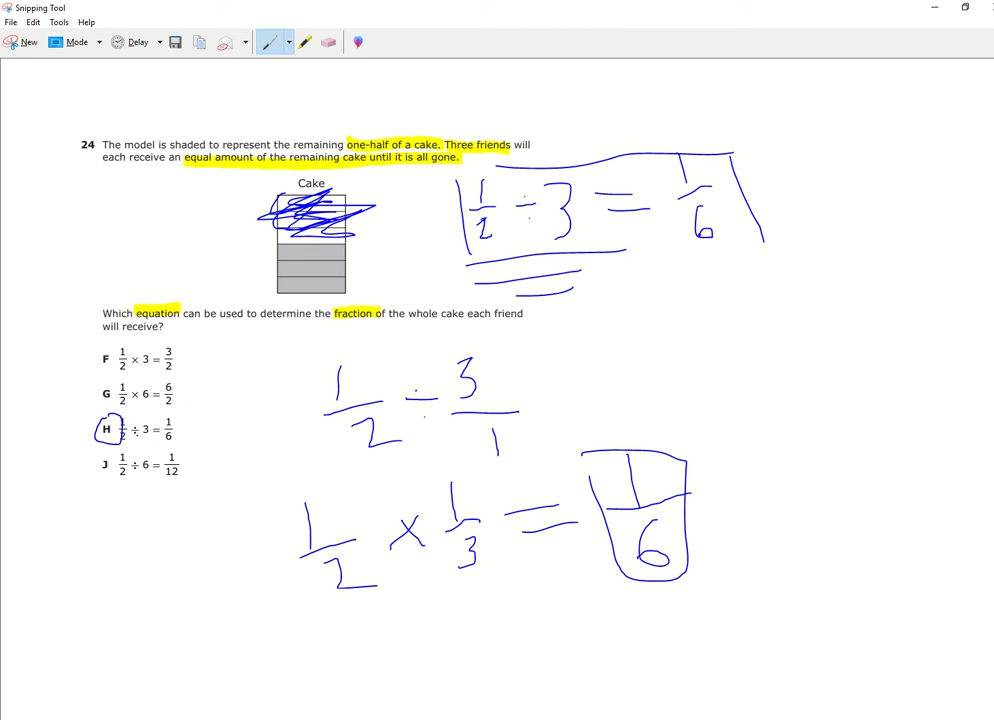 Snipping Tool
File Edit Tools Help
New Mode Delay
24 The model is shaded to represent the remaining one-half of a cake. Three friends will
each receive an equal amount of the remaining cake until it is all gone.
Cake
1/2 ÷ 3 = 1/6
Which equation can be used to determine the fraction of the whole cake each friend
will receive?
F 1/2 × 3 = 3/2
G 1/2 × 6 = 6/2
H 1/2 ÷ 3 = 1/6
J 1/2 ÷ 6 = 1/12
1/2 ÷ 3/1
1/2 × 1/3 = 1/6